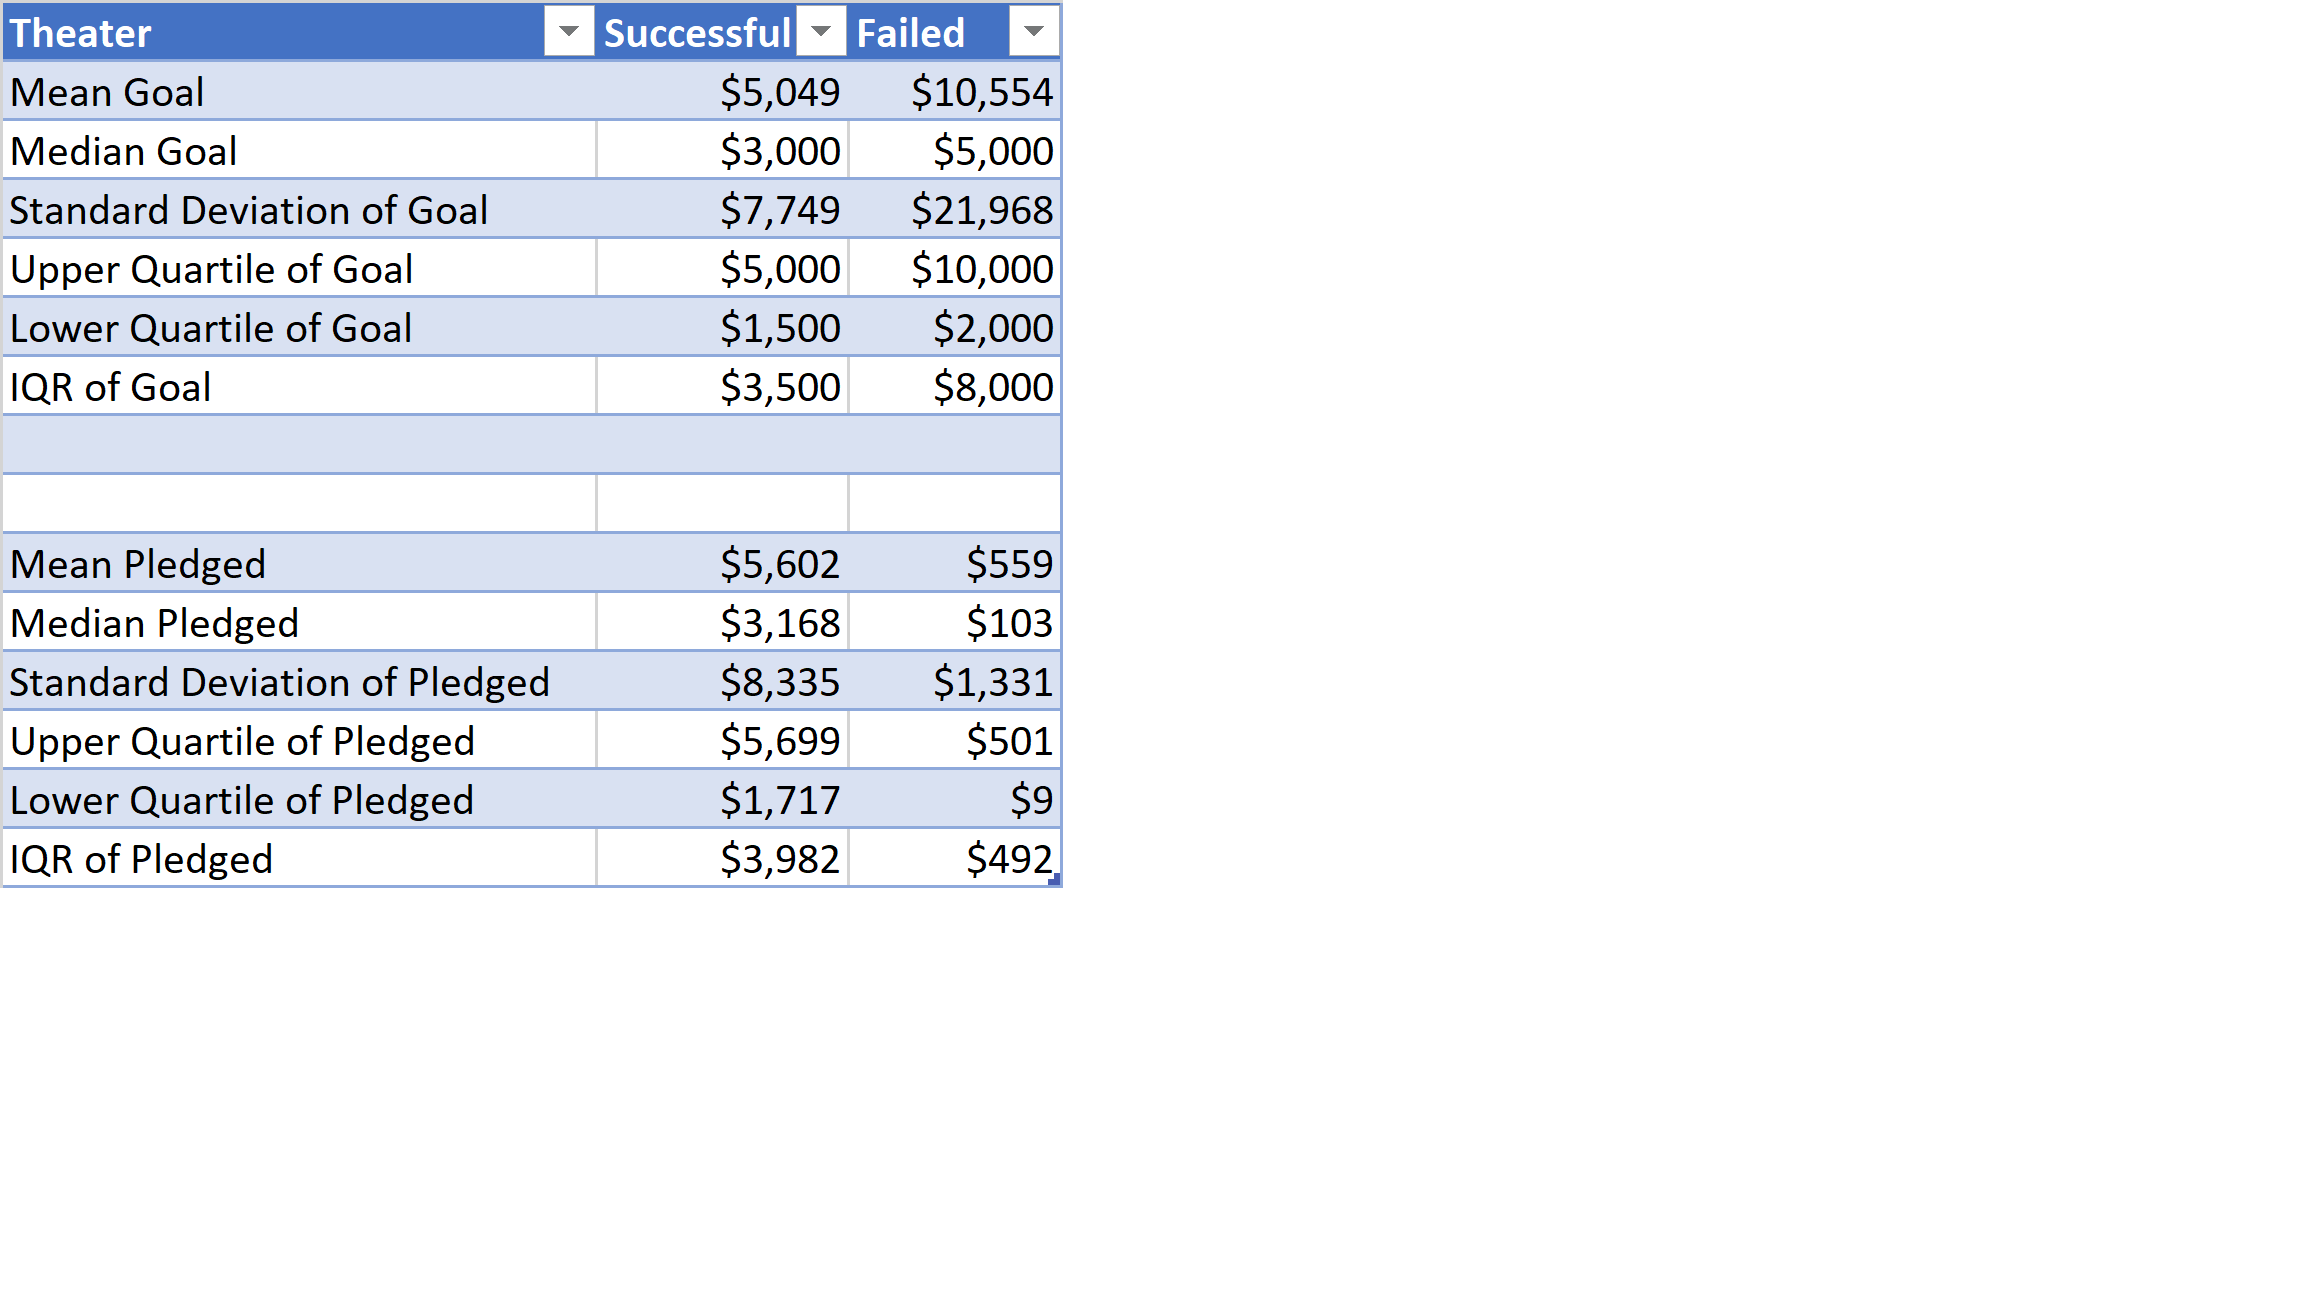 Theater Successful Failed
Mean Goal $5,049 $10,554
Median Goal $3,000 $5,000
Standard Deviation of Goal $7,749 $21,968
Upper Quartile of Goal $5,000 $10,000
Lower Quartile of Goal $1,500 $2,000
IQR of Goal $3,500 $8,000
Mean Pledged $5,602 $559
Median Pledged $3,168 $103
Standard Deviation of Pledged $8,335 $1,331
Upper Quartile of Pledged $5,699 $501
Lower Quartile of Pledged $1,717 $9
IQR of Pledged $3,982 $492